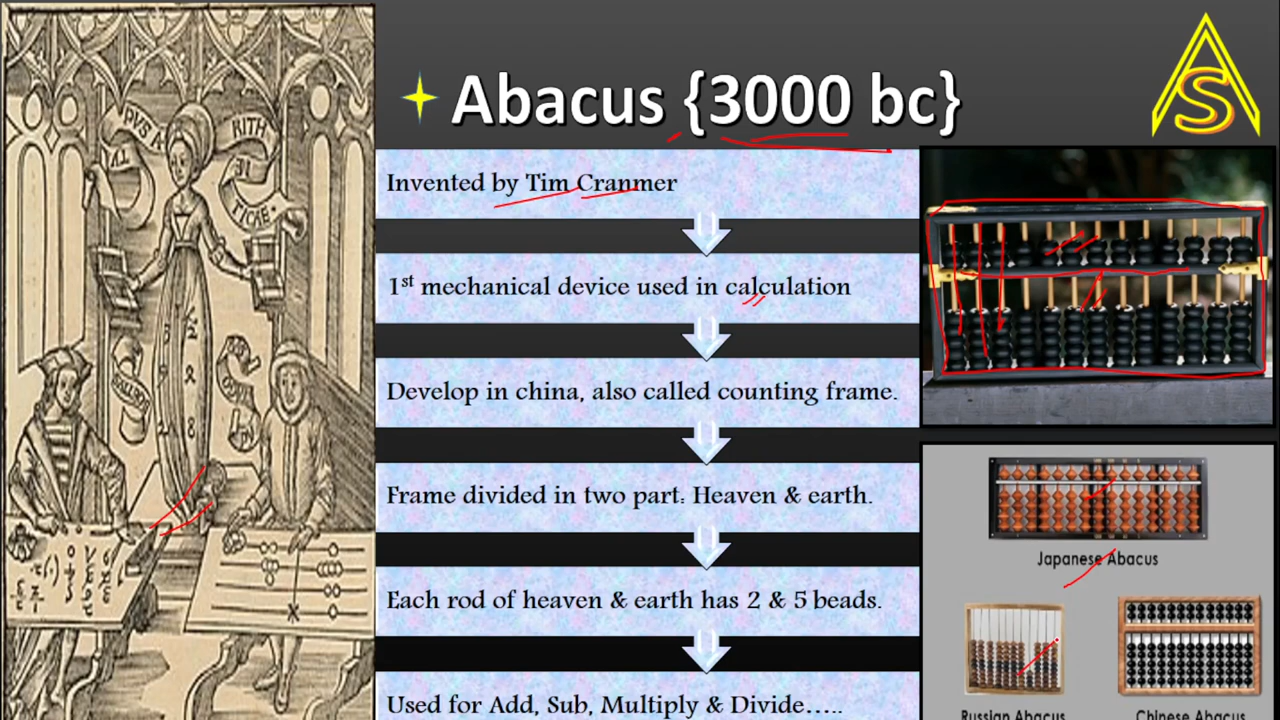 Abacus {3000 bc}
Invented by Tim Cranmer
1st mechanical device used in calculation
Develop in china, also called counting frame.
Frame divided in two part: Heaven & earth.
Each rod of heaven & earth has 2 & 5 beads.
Used for Add, Sub, Multiply & Divide.....
AS
Japanese Abacus
Russian Abacus
Chinese Abacus